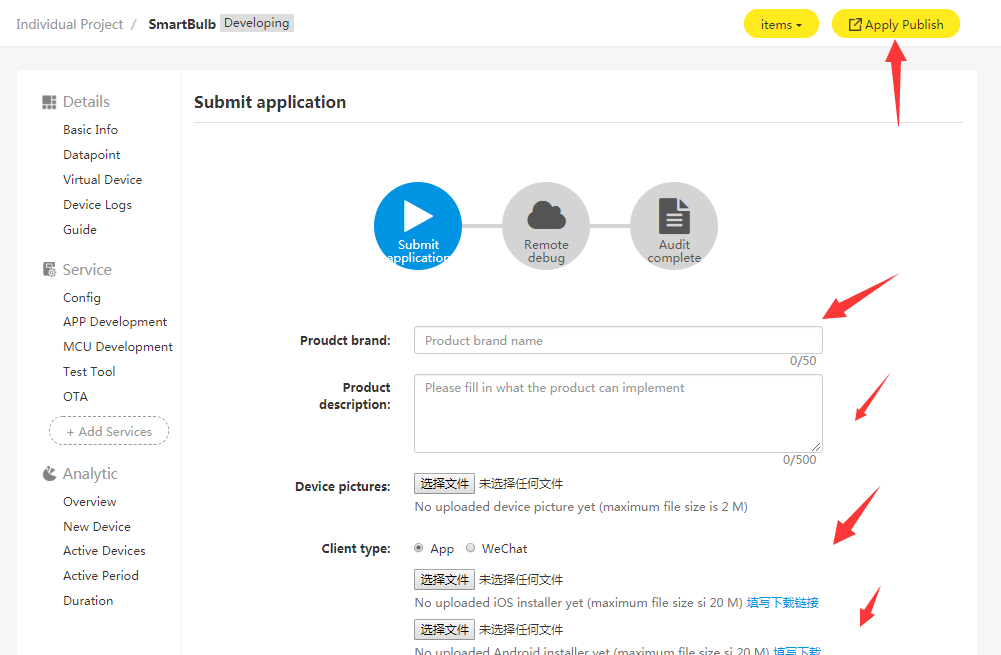 Individual Project / SmartBulb Developing
items
Apply Publish
Details
Basic Info
Datapoint
Virtual Device
Device Logs
Guide
Service
Config
APP Development
MCU Development
Test Tool
OTA
+ Add Services
Analytic
Overview
New Device
Active Devices
Active Period
Duration
Submit application
Submit
application
Remote
debug
Audit
complete
Proudct brand:
Product brand name
0/50
Product
description:
Please fill in what the product can implement
0/500
Device pictures:
选择文件 未选择任何文件
No uploaded device picture yet (maximum file size is 2 M)
Client type:
App WeChat
选择文件 未选择任何文件
No uploaded iOS installer yet (maximum file size si 20 M) 填写下载链接
选择文件 未选择任何文件
No uploaded Android installer yet (maximum file size si 20 M) 填写下载